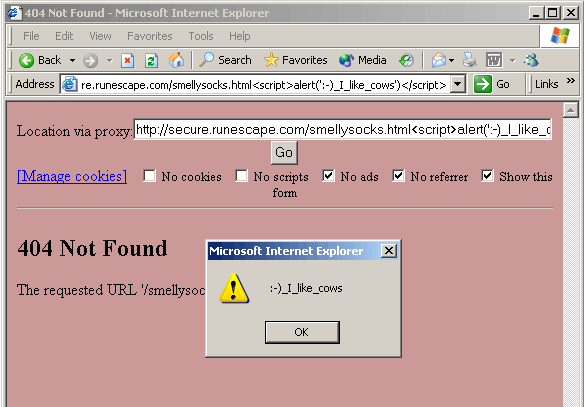 404 Not Found - Microsoft Internet Explorer
File Edit View Favorites Tools Help
Back Search Favorites Media
Address re.runescape.com/smellysocks.html<script>alert(':-)_I_like_cows')</script> Go Links »
Location via proxy: http://secure.runescape.com/smellysocks.html<script>alert(':-)_I_like_c
Go
[Manage cookies] No cookies No scripts No ads No referrer Show this
form
404 Not Found
Microsoft Internet Explorer
The requested URL '/smellysoc
:-)_I_like_cows
OK